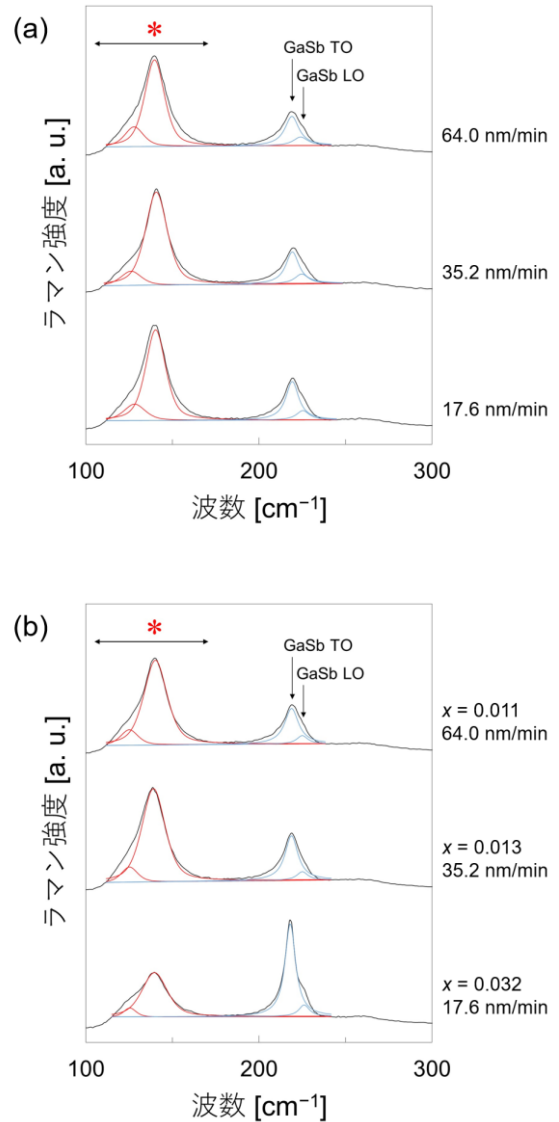 (a)
*
GaSb TO
GaSb LO
64.0 nm/min
35.2 nm/min
17.6 nm/min
ラマン強度 [a. u.]
100
200
300
波数 [cm⁻¹]
(b)
*
GaSb TO
GaSb LO
x = 0.011
64.0 nm/min
x = 0.013
35.2 nm/min
x = 0.032
17.6 nm/min
ラマン強度 [a. u.]
100
200
300
波数 [cm⁻¹]